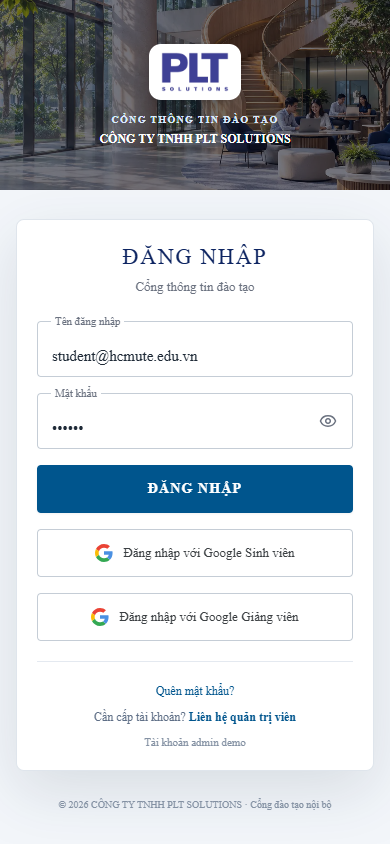 PLT
SOLUTIONS
CỔNG THÔNG TIN ĐÀO TẠO
CÔNG TY TNHH PLT SOLUTIONS
ĐĂNG NHẬP
Cổng thông tin đào tạo
Tên đăng nhập
student@hcmute.edu.vn
Mật khẩu
••••••
ĐĂNG NHẬP
Đăng nhập với Google Sinh viên
Đăng nhập với Google Giảng viên
Quên mật khẩu?
Cần cấp tài khoản? Liên hệ quản trị viên
Tài khoản admin demo
© 2026 CÔNG TY TNHH PLT SOLUTIONS · Cổng đào tạo nội bộ